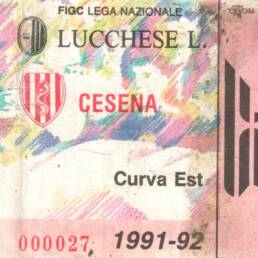 FIGC LEGA NAZIONALE
LUCCHESE L.
CESENA
Curva Est
000027 1991-92